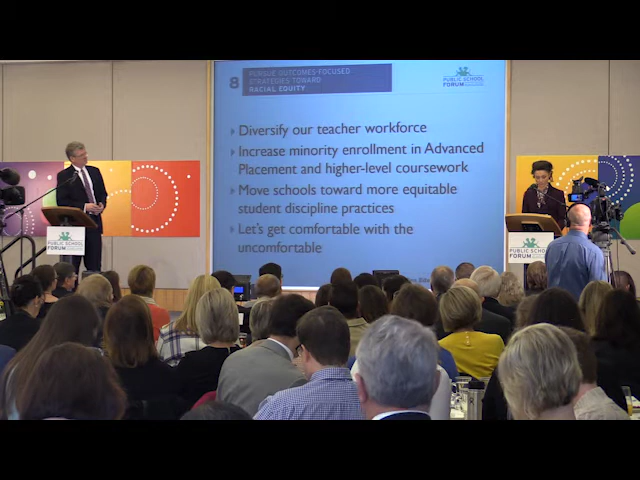 8 PURSUE OUTCOMES-FOCUSED
STRATEGIES TOWARD
RACIAL EQUITY
PUBLIC SCHOOL
FORUM
Diversify our teacher workforce
Increase minority enrollment in Advanced
Placement and higher-level coursework
Move schools toward more equitable
student discipline practices
Let's get comfortable with the
uncomfortable
PUBLIC SCHOOL
FORUM
PUBLIC SCHOOL
FORUM